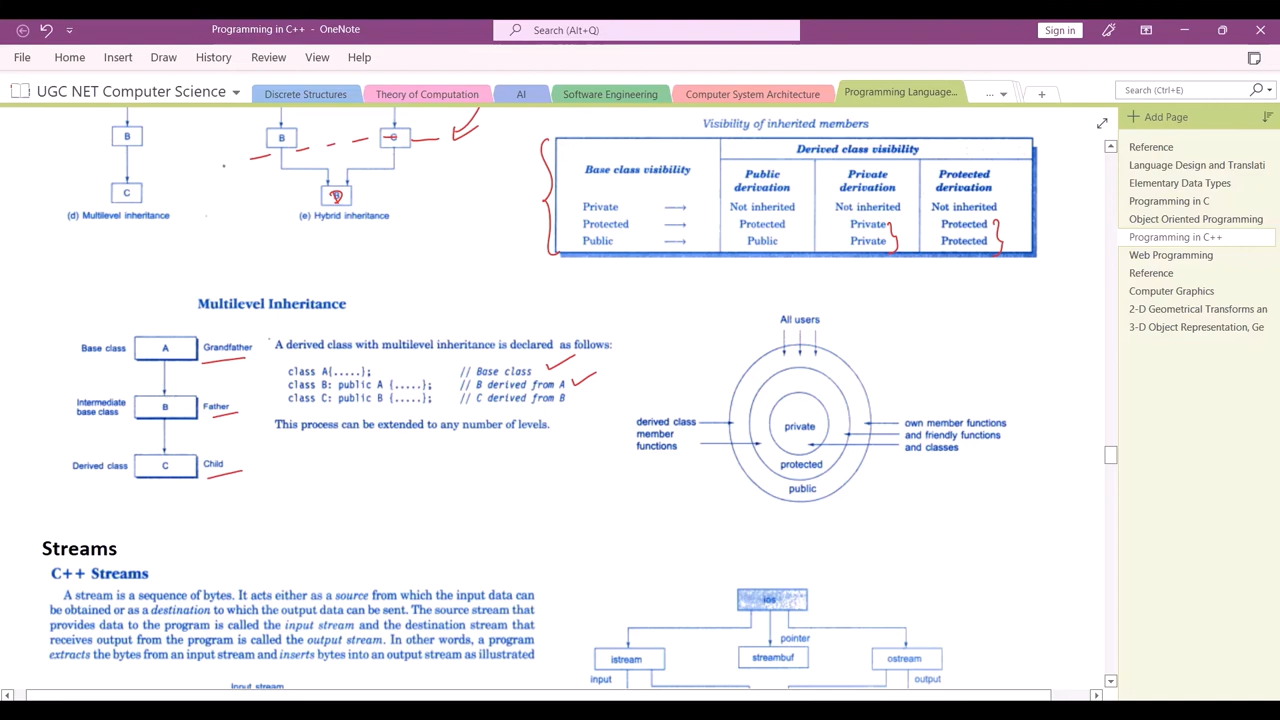 Programming in C++ - OneNote
Search (Alt+Q)
Sign in
File Home Insert Draw History Review View Help
UGC NET Computer Science
Discrete Structures
Theory of Computation
AI
Software Engineering
Computer System Architecture
Programming Language...
...
Search (Ctrl+E)
Add Page
Reference
Language Design and Translati
Elementary Data Types
Programming in C
Object Oriented Programming
Programming in C++
Web Programming
Reference
Computer Graphics
2-D Geometrical Transforms an
3-D Object Representation, Ge
B
C
(d) Multilevel inheritance
B
C
D
(e) Hybrid inheritance
Visibility of inherited members
Derived class visibility
Base class visibility
Public derivation
Private derivation
Protected derivation
Private Not inherited Not inherited Not inherited
Protected Protected Private Protected
Public Public Private Protected
Multilevel Inheritance
Base class A Grandfather
Intermediate base class B Father
Derived class C Child
A derived class with multilevel inheritance is declared as follows:
class A{.....}; // Base class
class B: public A {.....}; // B derived from A
class C: public B {.....}; // C derived from B
This process can be extended to any number of levels.
All users
private
protected
public
derived class
member
functions
own member functions
and friendly functions
and classes
Streams
C++ Streams
A stream is a sequence of bytes. It acts either as a source from which the input data can
be obtained or as a destination to which the output data can be sent. The source stream
that provides data to the program is called the input stream and the destination stream that
receives output from the program is called the output stream. In other words, a program
extracts the bytes from an input stream and inserts bytes into an output stream as illustrated
Input stream
ios
pointer
istream
streambuf
ostream
input
output